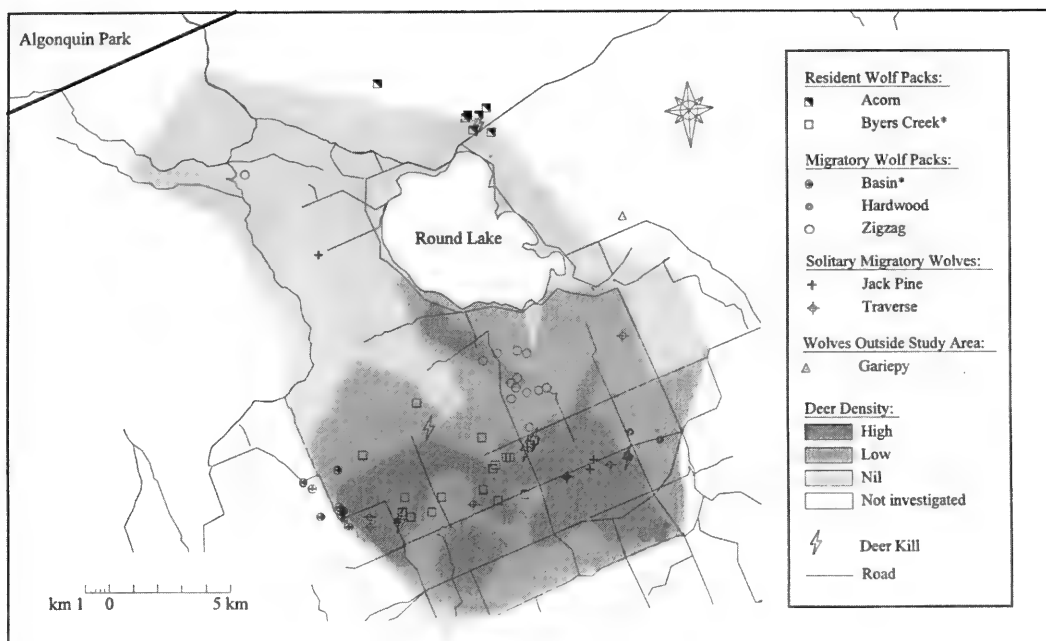 Algonquin Park
Round Lake
km 1 0 5 km
Resident Wolf Packs:
Acorn
Byers Creek*
Migratory Wolf Packs:
Basin*
Hardwood
Zigzag
Solitary Migratory Wolves:
Jack Pine
Traverse
Wolves Outside Study Area:
Gariepy
Deer Density:
High
Low
Nil
Not investigated
Deer Kill
Road